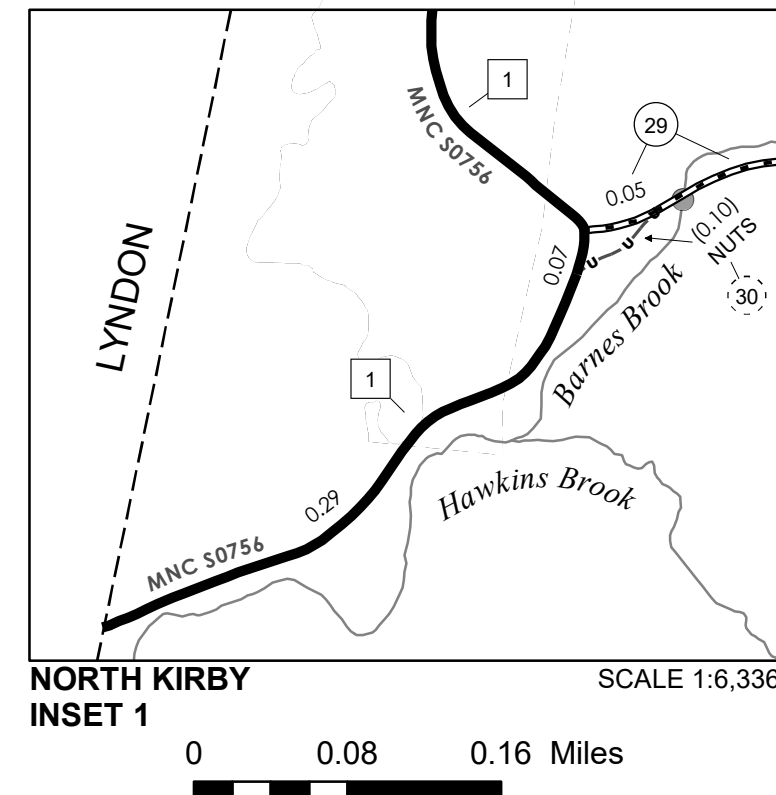 1
MNC S0756
29
0.05
(0.10)
NUTS
30
LYNDON
0.07
Barnes Brook
1
Hawkins Brook
0.29
MNC S0756
NORTH KIRBY
INSET 1
SCALE 1:6,336
0 0.08 0.16 Miles